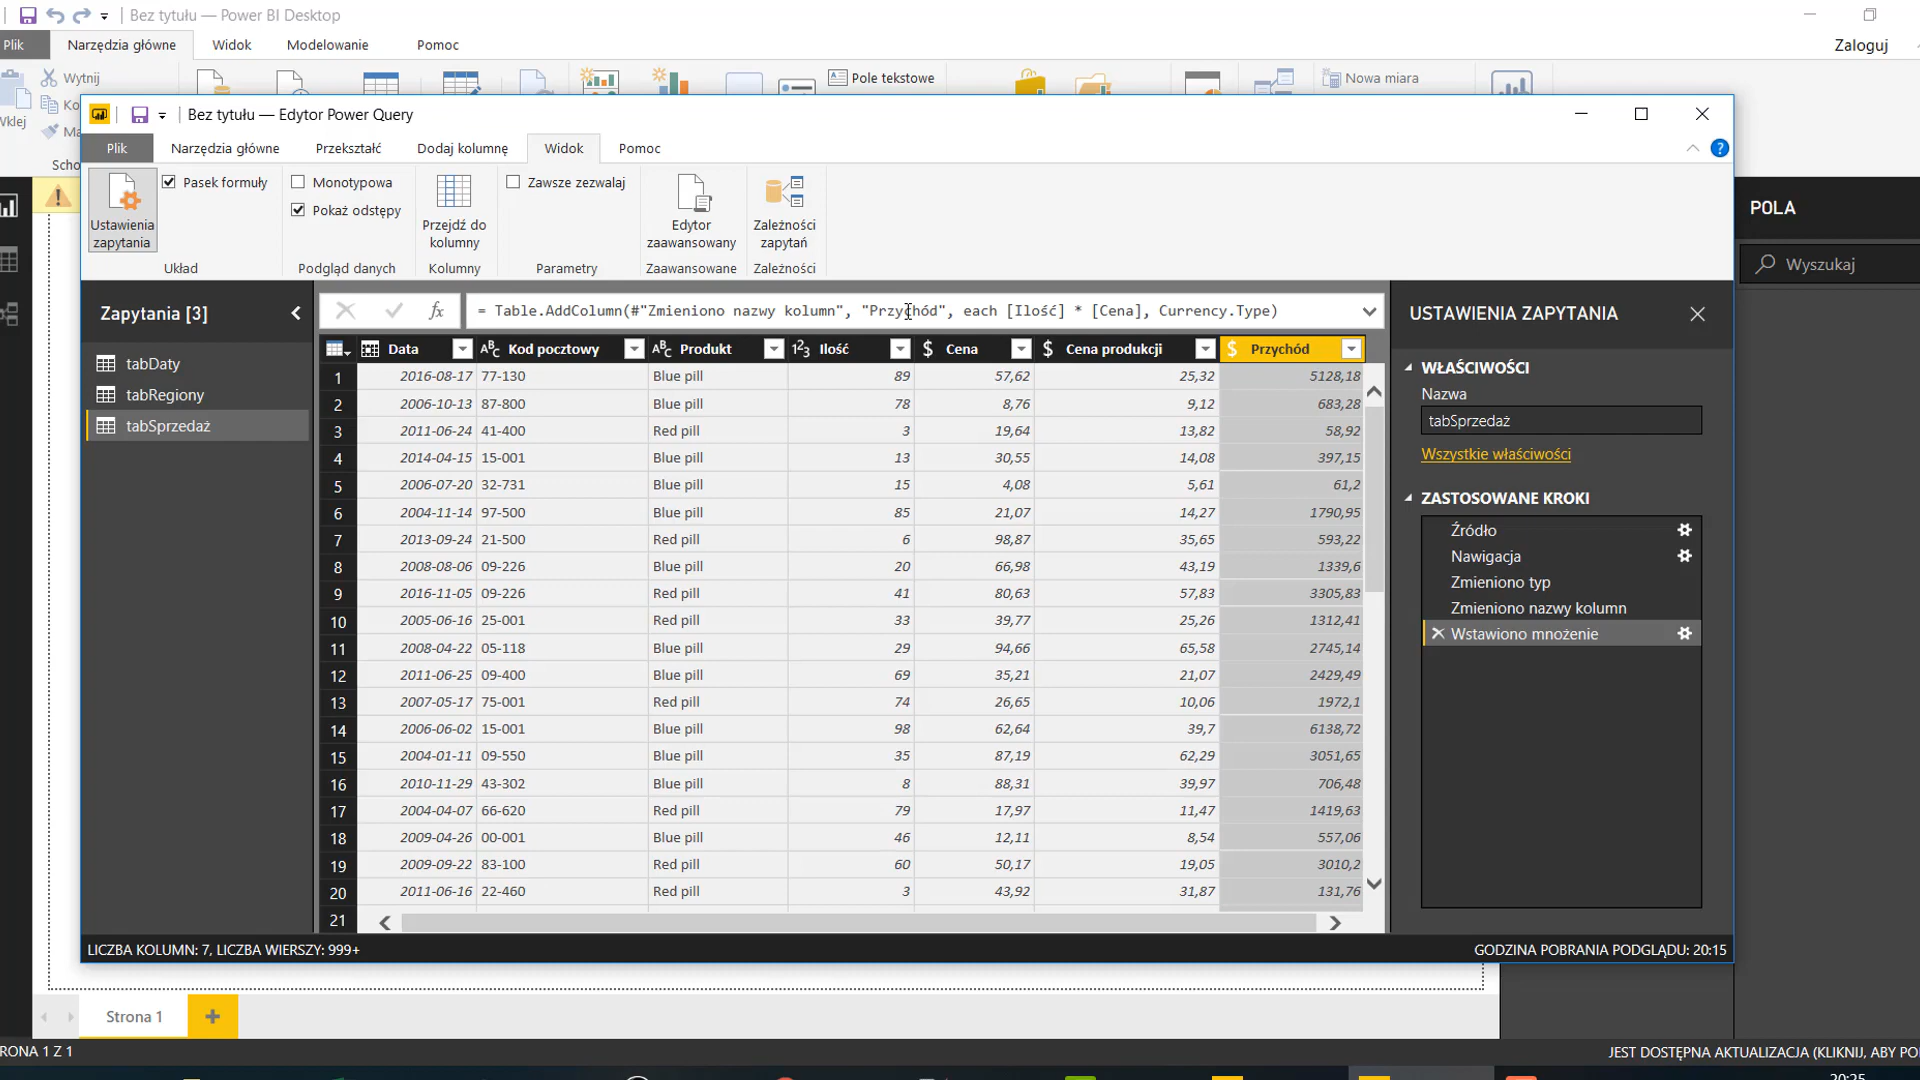 Bez tytułu — Power BI Desktop
Plik Narzędzia główne Widok Modelowanie Pomoc Zaloguj
Wytnij Pole tekstowe Nowa miara
Bez tytułu — Edytor Power Query
Plik Narzędzia główne Przekształć Dodaj kolumnę Widok Pomoc
Ustawienia zapytania
Pasek formuły
Układ
Monotypowa
Pokaż odstępy
Podgląd danych
Przejdź do kolumny
Kolumny
Zawsze zezwalaj
Parametry
Edytor zaawansowany
Zaawansowane
Zależności zapytań
Zależności
POLA
Wyszukaj
Zapytania [3]
tabDaty
tabRegiony
tabSprzedaż
fx = Table.AddColumn(#"Zmieniono nazwy kolumn", "Przychód", each [Ilość] * [Cena], Currency.Type)
Data ABC Kod pocztowy ABC Produkt 123 Ilość $ Cena $ Cena produkcji $ Przychód
1 2016-08-17 77-130 Blue pill 89 57,62 25,32 5128,18
2 2006-10-13 87-800 Blue pill 78 8,76 9,12 683,28
3 2011-06-24 41-400 Red pill 3 19,64 13,82 58,92
4 2014-04-15 15-001 Blue pill 13 30,55 14,08 397,15
5 2006-07-20 32-731 Blue pill 15 4,08 5,61 61,2
6 2004-11-14 97-500 Blue pill 85 21,07 14,27 1790,95
7 2013-09-24 21-500 Red pill 6 98,87 35,65 593,22
8 2008-08-06 09-226 Blue pill 20 66,98 43,19 1339,6
9 2016-11-05 09-226 Red pill 41 80,63 57,83 3305,83
10 2005-06-16 25-001 Red pill 33 39,77 25,26 1312,41
11 2008-04-22 05-118 Blue pill 29 94,66 65,58 2745,14
12 2011-06-25 09-400 Blue pill 69 35,21 21,07 2429,49
13 2007-05-17 75-001 Red pill 74 26,65 10,06 1972,1
14 2006-06-02 15-001 Blue pill 98 62,64 39,7 6138,72
15 2004-01-11 09-550 Blue pill 35 87,19 62,29 3051,65
16 2010-11-29 43-302 Blue pill 8 88,31 39,97 706,48
17 2004-04-07 66-620 Red pill 79 17,97 11,47 1419,63
18 2009-04-26 00-001 Blue pill 46 12,11 8,54 557,06
19 2009-09-22 83-100 Red pill 60 50,17 19,05 3010,2
20 2011-06-16 22-460 Red pill 3 43,92 31,87 131,76
21
USTAWIENIA ZAPYTANIA
WŁAŚCIWOŚCI
Nazwa
tabSprzedaż
Wszystkie właściwości
ZASTOSOWANE KROKI
Źródło
Nawigacja
Zmieniono typ
Zmieniono nazwy kolumn
Wstawiono mnożenie
LICZBA KOLUMN: 7, LICZBA WIERSZY: 999+ GODZINA POBRANIA PODGLĄDU: 20:15
Strona 1
RONA 1 Z 1 JEST DOSTĘPNA AKTUALIZACJA (KLIKNIJ, ABY PO